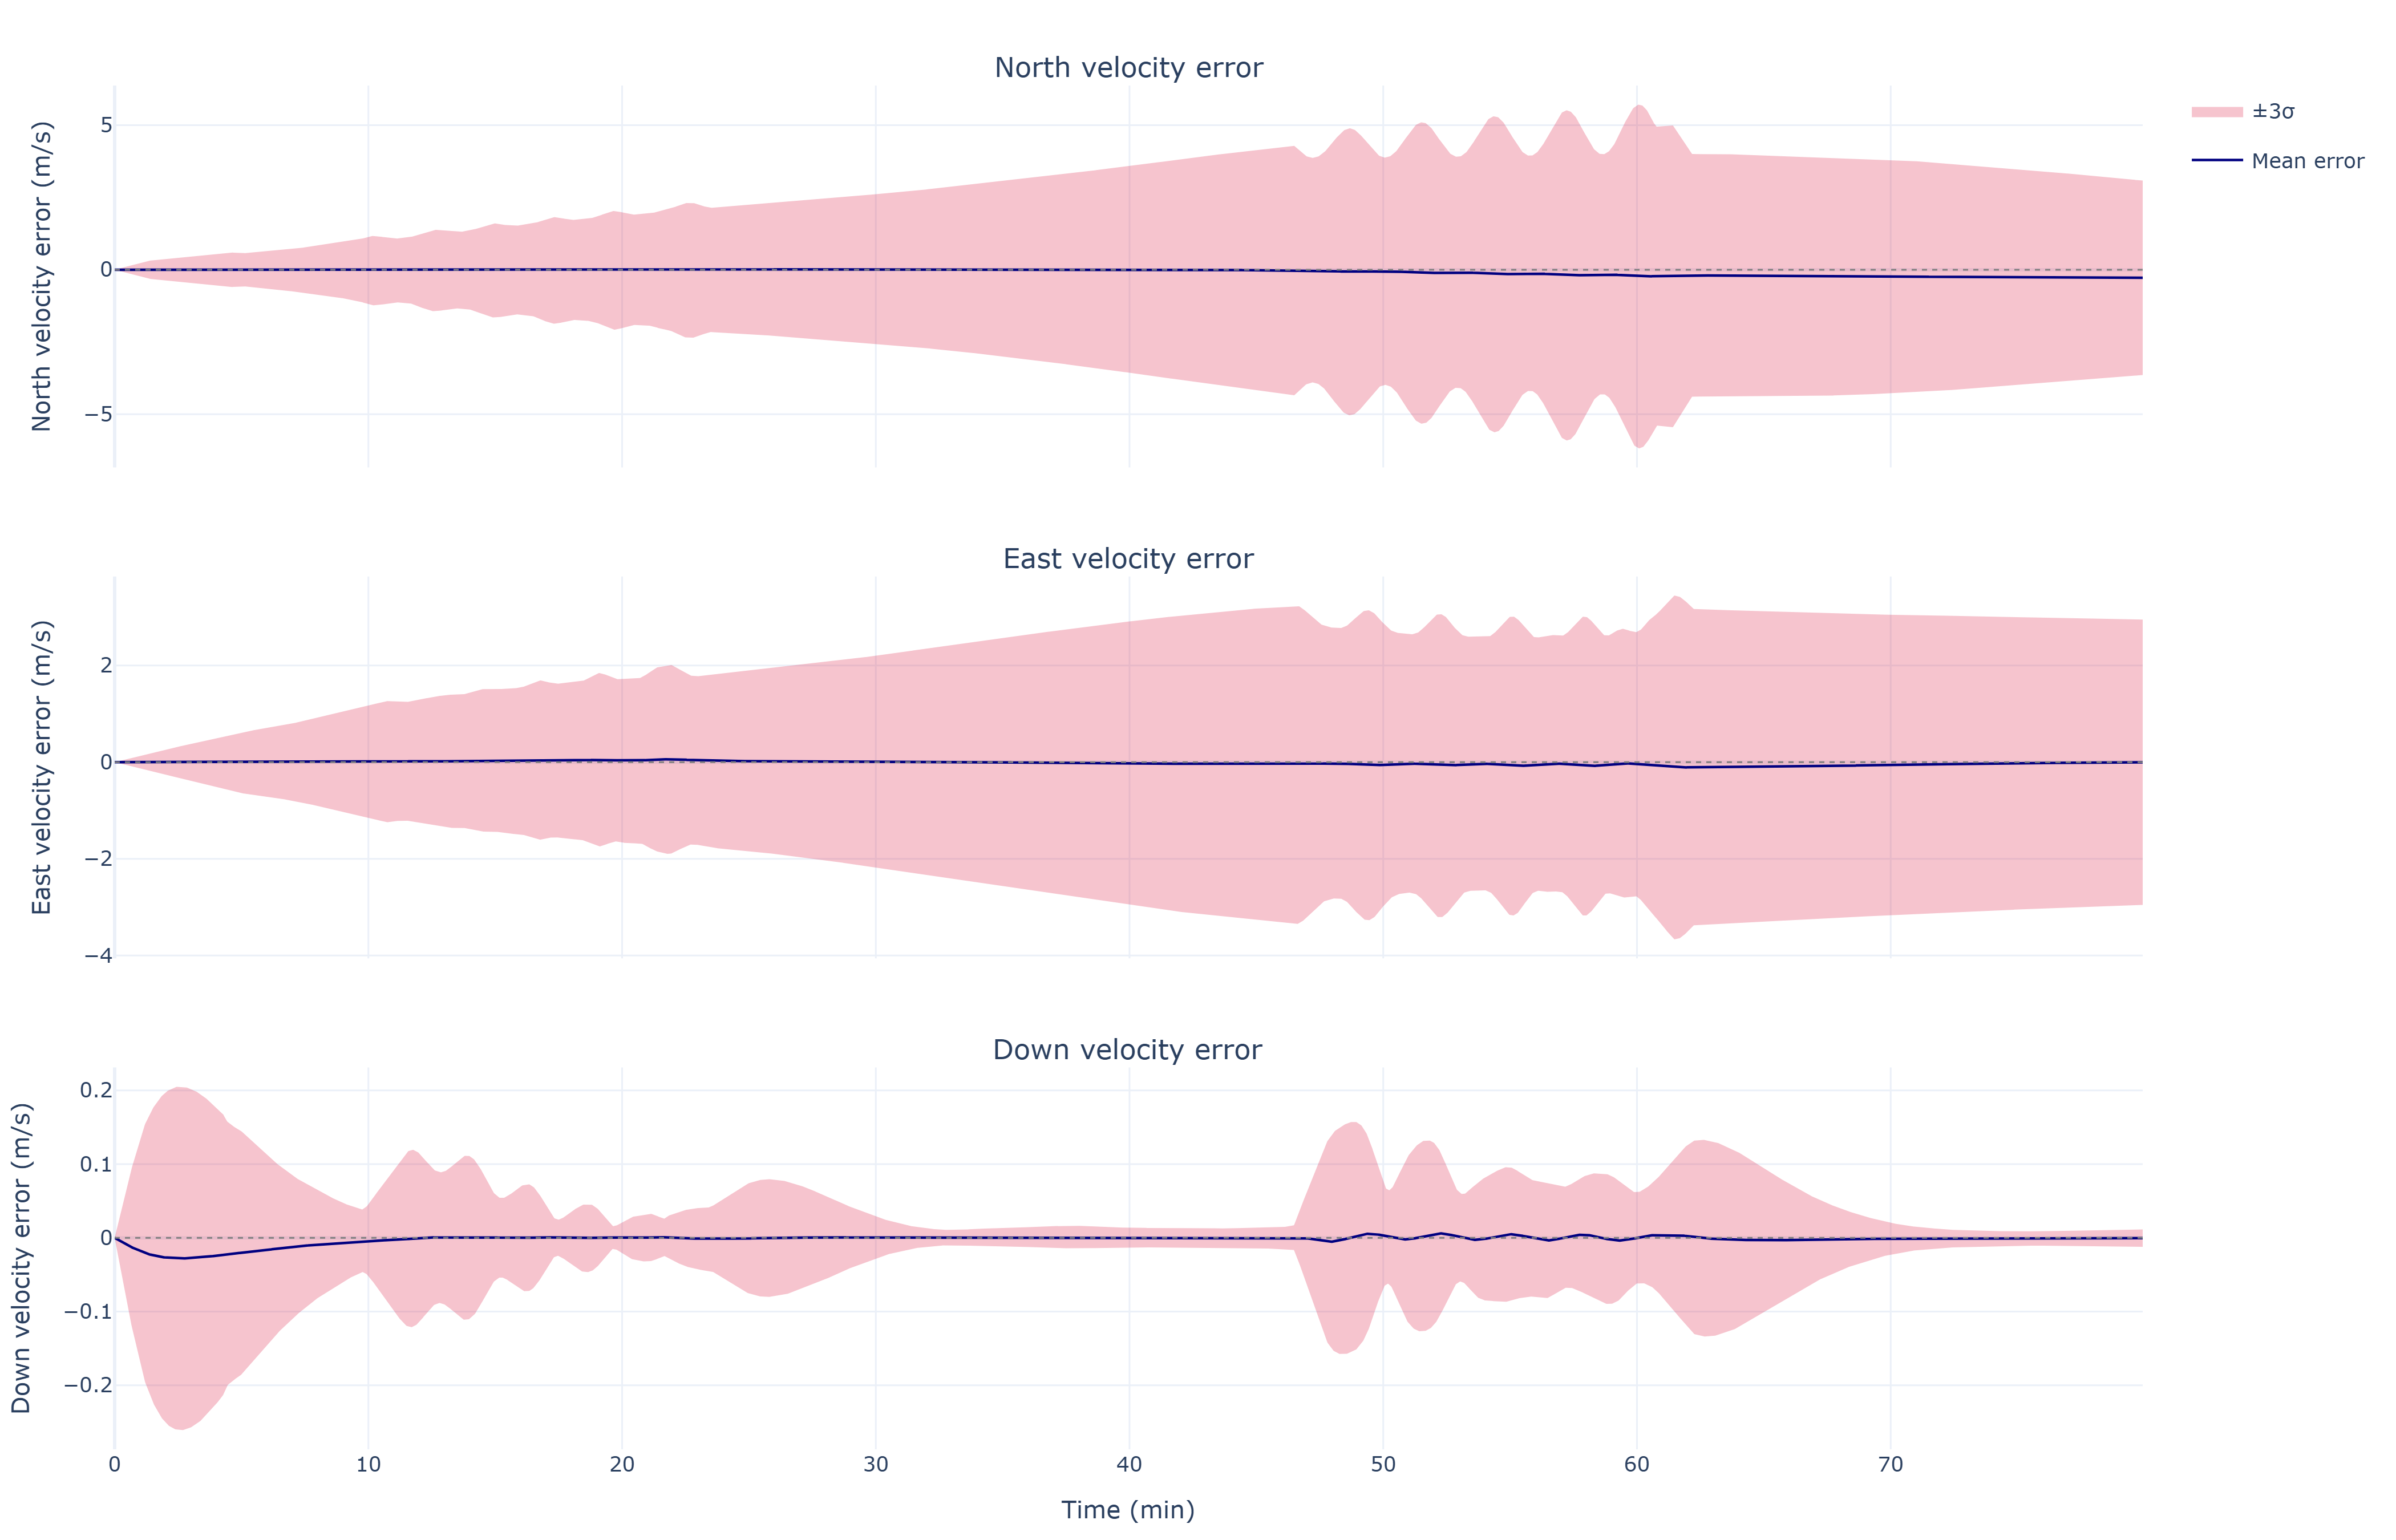 North velocity error
North velocity error (m/s)
5
0
−5
±3σ
Mean error
East velocity error
East velocity error (m/s)
2
0
−2
−4
Down velocity error
Down velocity error (m/s)
0.2
0.1
0
−0.1
−0.2
0 10 20 30 40 50 60 70
Time (min)